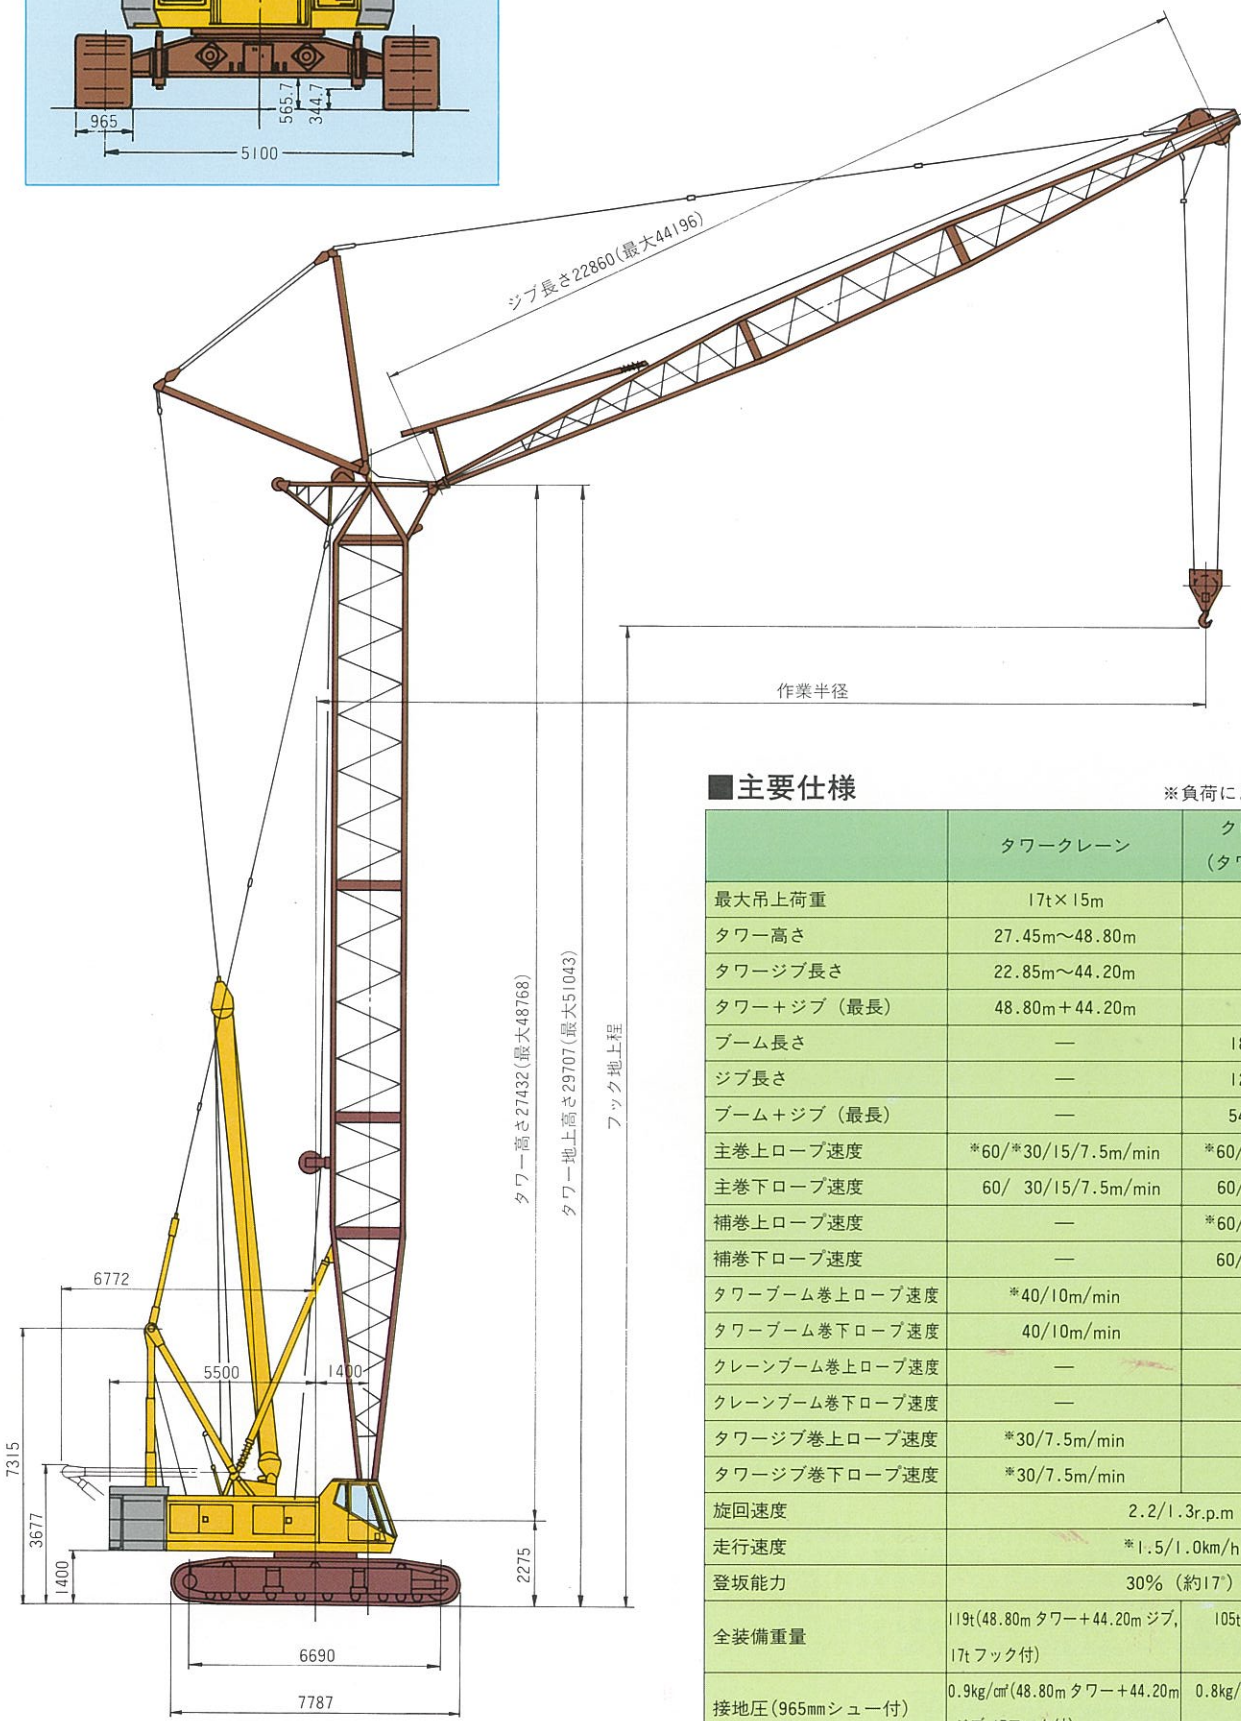 965
5100
565.7
344.7
ジブ長さ22860(最大44196)
作業半径
タワー高さ27432(最大48768)
タワー地上高さ29707(最大51043)
フック地上程
6772
5500
1400
7315
3677
1400
2275
6690
7787
■主要仕様
※負荷に
タワークレーン
ク
(タワ
最大吊上荷重 17t×15m
タワー高さ 27.45m～48.80m
タワージブ長さ 22.85m～44.20m
タワー+ジブ (最長) 48.80m+44.20m
ブーム長さ — 18
ジブ長さ — 12
ブーム+ジブ (最長) — 54
主巻上ロープ速度 *60/*30/15/7.5m/min *60/
主巻下ロープ速度 60/ 30/15/7.5m/min 60/
補巻上ロープ速度 — *60/
補巻下ロープ速度 — 60/
タワーブーム巻上ロープ速度 *40/10m/min
タワーブーム巻下ロープ速度 40/10m/min
クレーンブーム巻上ロープ速度 —
クレーンブーム巻下ロープ速度 —
タワージブ巻上ロープ速度 *30/7.5m/min
タワージブ巻下ロープ速度 *30/7.5m/min
旋回速度 2.2/1.3r.p.m
走行速度 *1.5/1.0km/h
登坂能力 30% (約17°)
全装備重量 119t(48.80mタワー+44.20mジブ, 105t
17tフック付)
接地圧(965mmシュー付) 0.9kg/cm²(48.80mタワー+44.20m 0.8kg/